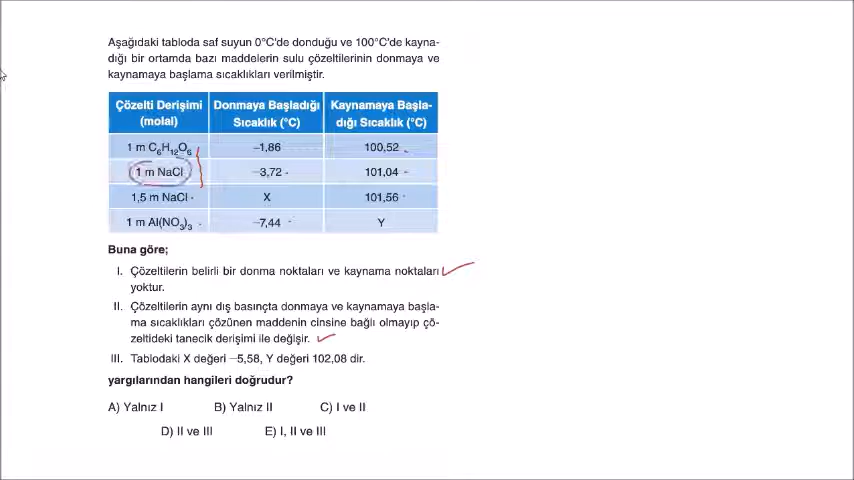 Aşağıdaki tabloda saf suyun 0°C'de donduğu ve 100°C'de kayna-
dığı bir ortamda bazı maddelerin sulu çözeltilerinin donmaya ve
kaynamaya başlama sıcaklıkları verilmiştir.
Çözelti Derişimi (molal) Donmaya Başladığı Sıcaklık (°C) Kaynamaya Başla-dığı Sıcaklık (°C)
1 m C₆H₁₂O₆ –1,86 100,52
1 m NaCl –3,72 101,04
1,5 m NaCl X 101,56
1 m Al(NO₃)₃ –7,44 Y
Buna göre;
I. Çözeltilerin belirli bir donma noktaları ve kaynama noktaları
yoktur.
II. Çözeltilerin aynı dış basınçta donmaya ve kaynamaya başla-
ma sıcaklıkları çözünen maddenin cinsine bağlı olmayıp çö-
zeltideki tanecik derişimi ile değişir.
III. Tablodaki X değeri –5,58, Y değeri 102,08 dir.
yargılarından hangileri doğrudur?
A) Yalnız I B) Yalnız II C) I ve II
D) II ve III E) I, II ve III